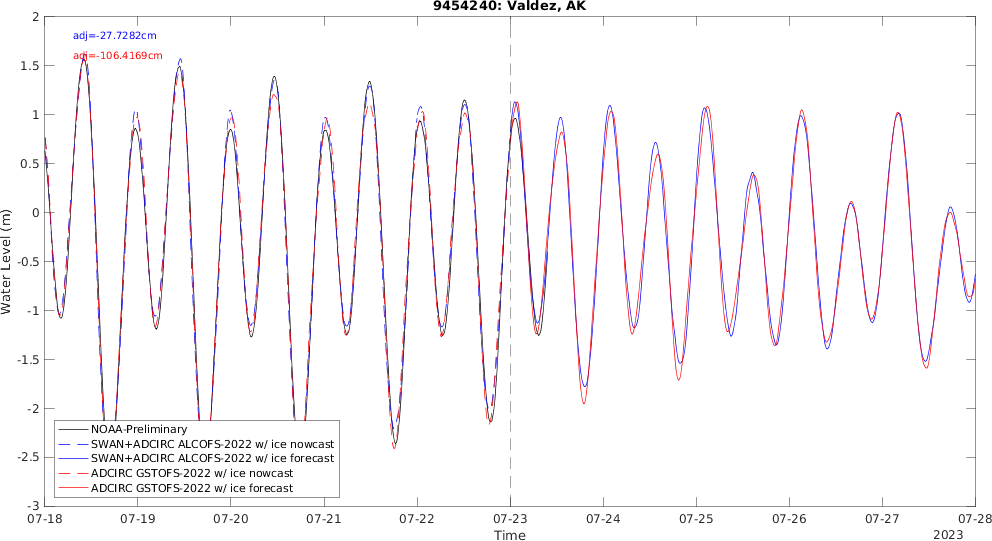 9454240: Valdez, AK
adj=-27.7282cm
adj=-106.4169cm
Water Level (m)
2
1.5
1
0.5
0
-0.5
-1
-1.5
-2
-2.5
-3
NOAA-Preliminary
SWAN+ADCIRC ALCOFS-2022 w/ ice nowcast
SWAN+ADCIRC ALCOFS-2022 w/ ice forecast
ADCIRC GSTOFS-2022 w/ ice nowcast
ADCIRC GSTOFS-2022 w/ ice forecast
07-18 07-19 07-20 07-21 07-22 07-23 07-24 07-25 07-26 07-27 07-28
Time
2023